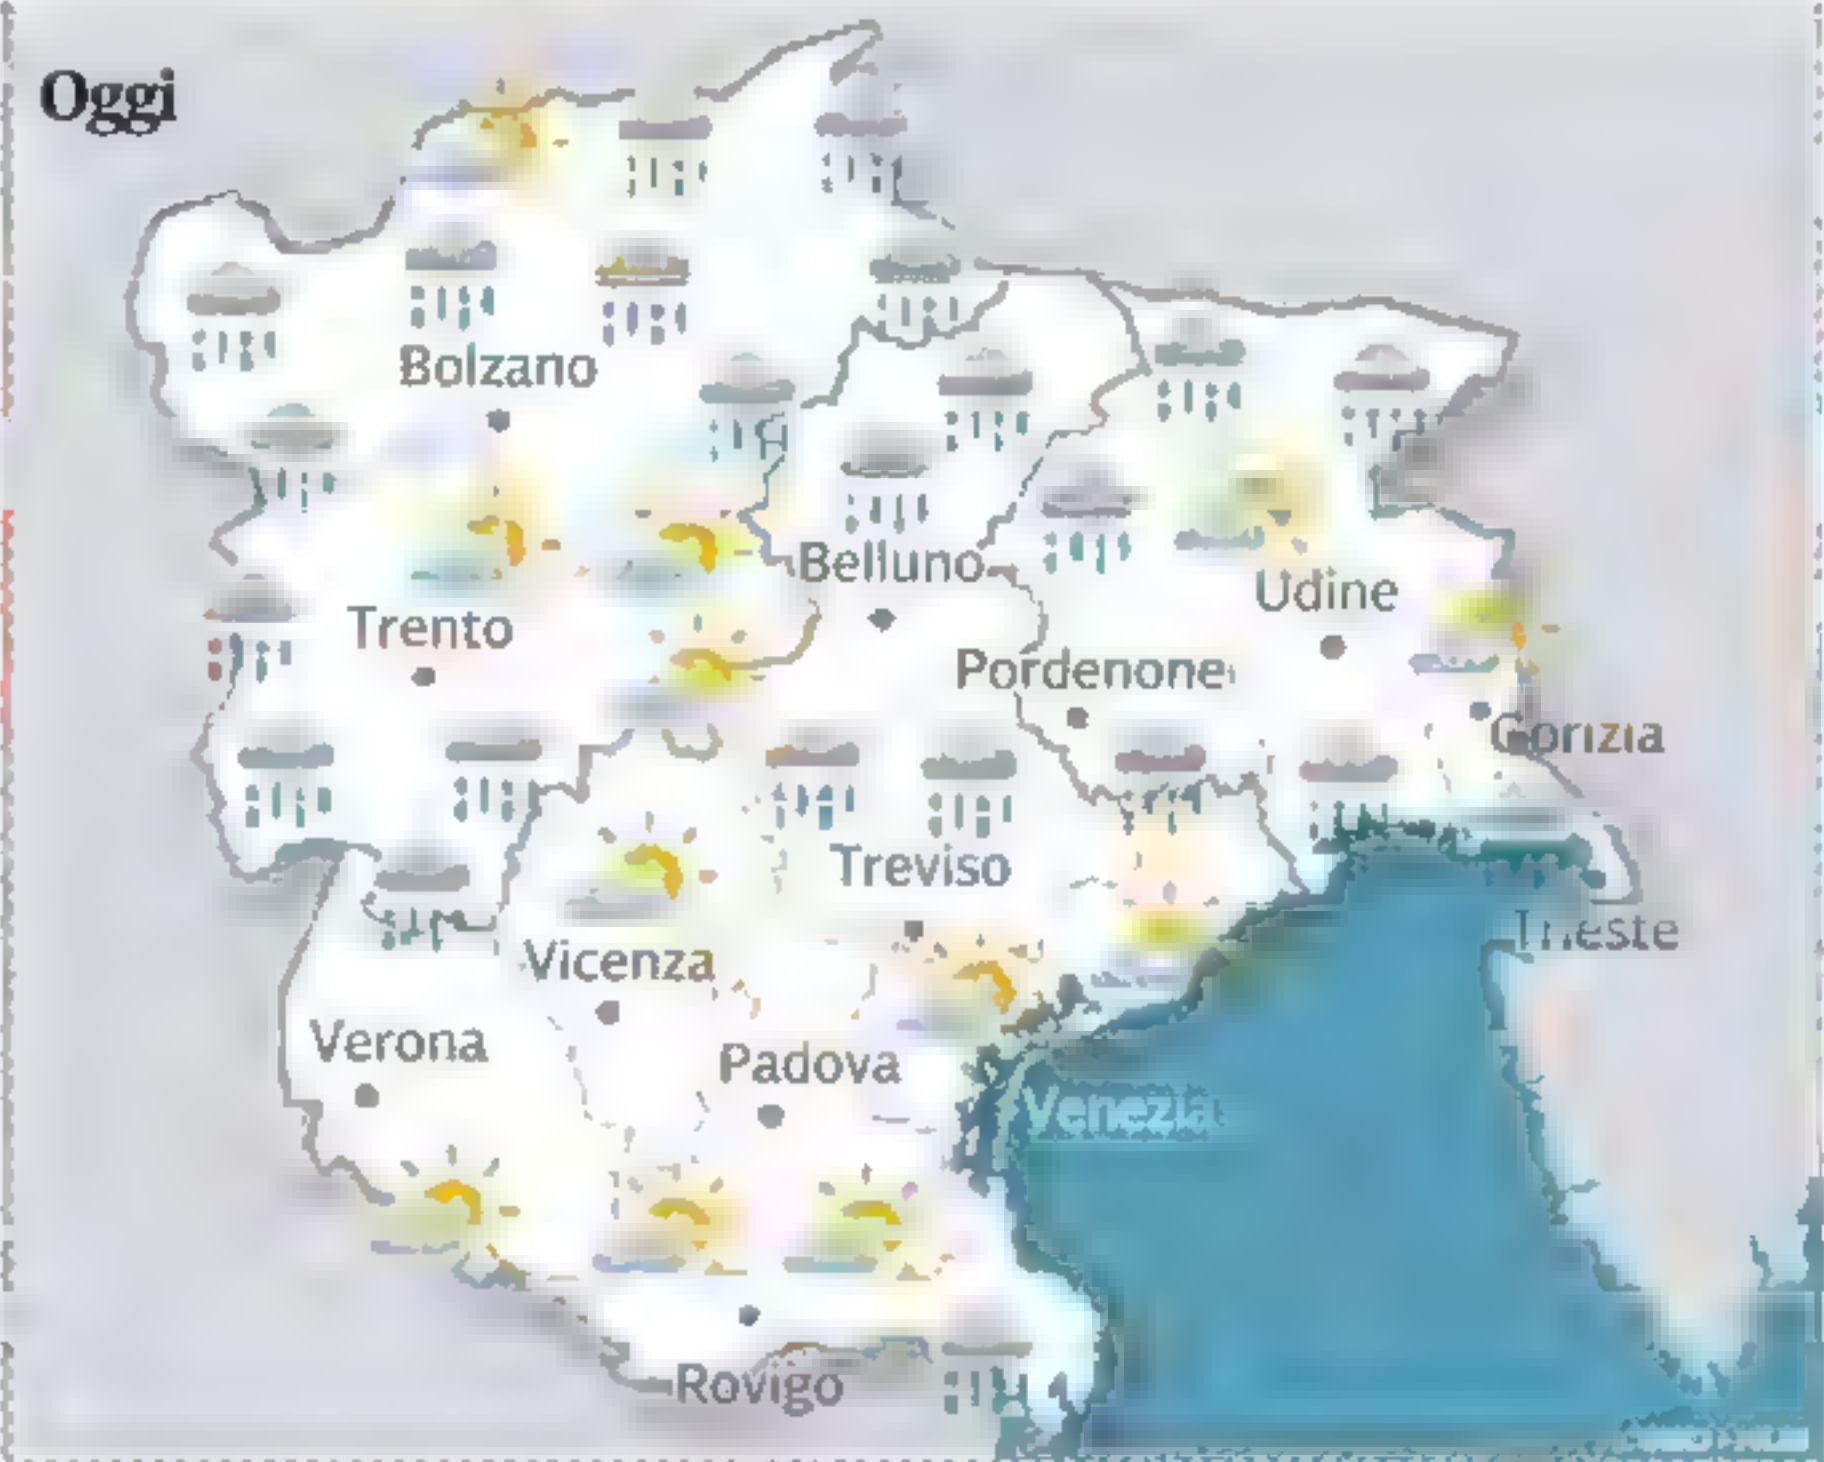 Oggi
Bolzano
Belluno
Udine
Trento
Pordenone
Gorizia
Treviso
Trieste
Vicenza
Verona
Padova
Venezia
Rovigo